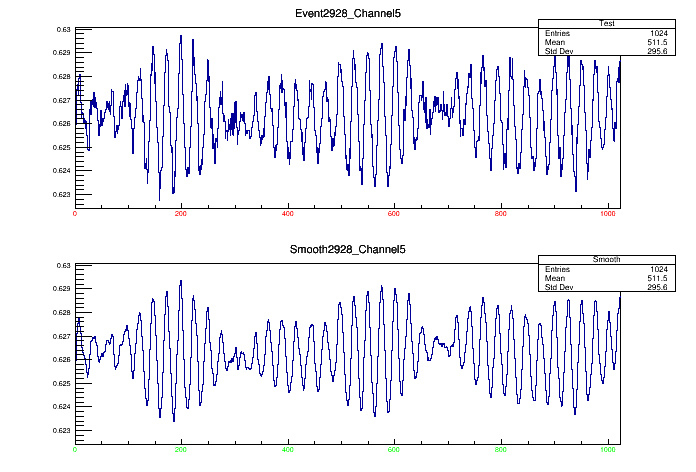 Event2928_Channel5
Test
Entries 1024
Mean 511.5
Std Dev 295.6
0.63
0.629
0.628
0.627
0.626
0.625
0.624
0.623
0 200 400 600 800 1000
Smooth2928_Channel5
Smooth
Entries 1024
Mean 511.5
Std Dev 295.6
0.63
0.629
0.628
0.627
0.626
0.625
0.624
0.623
0 200 400 600 800 1000